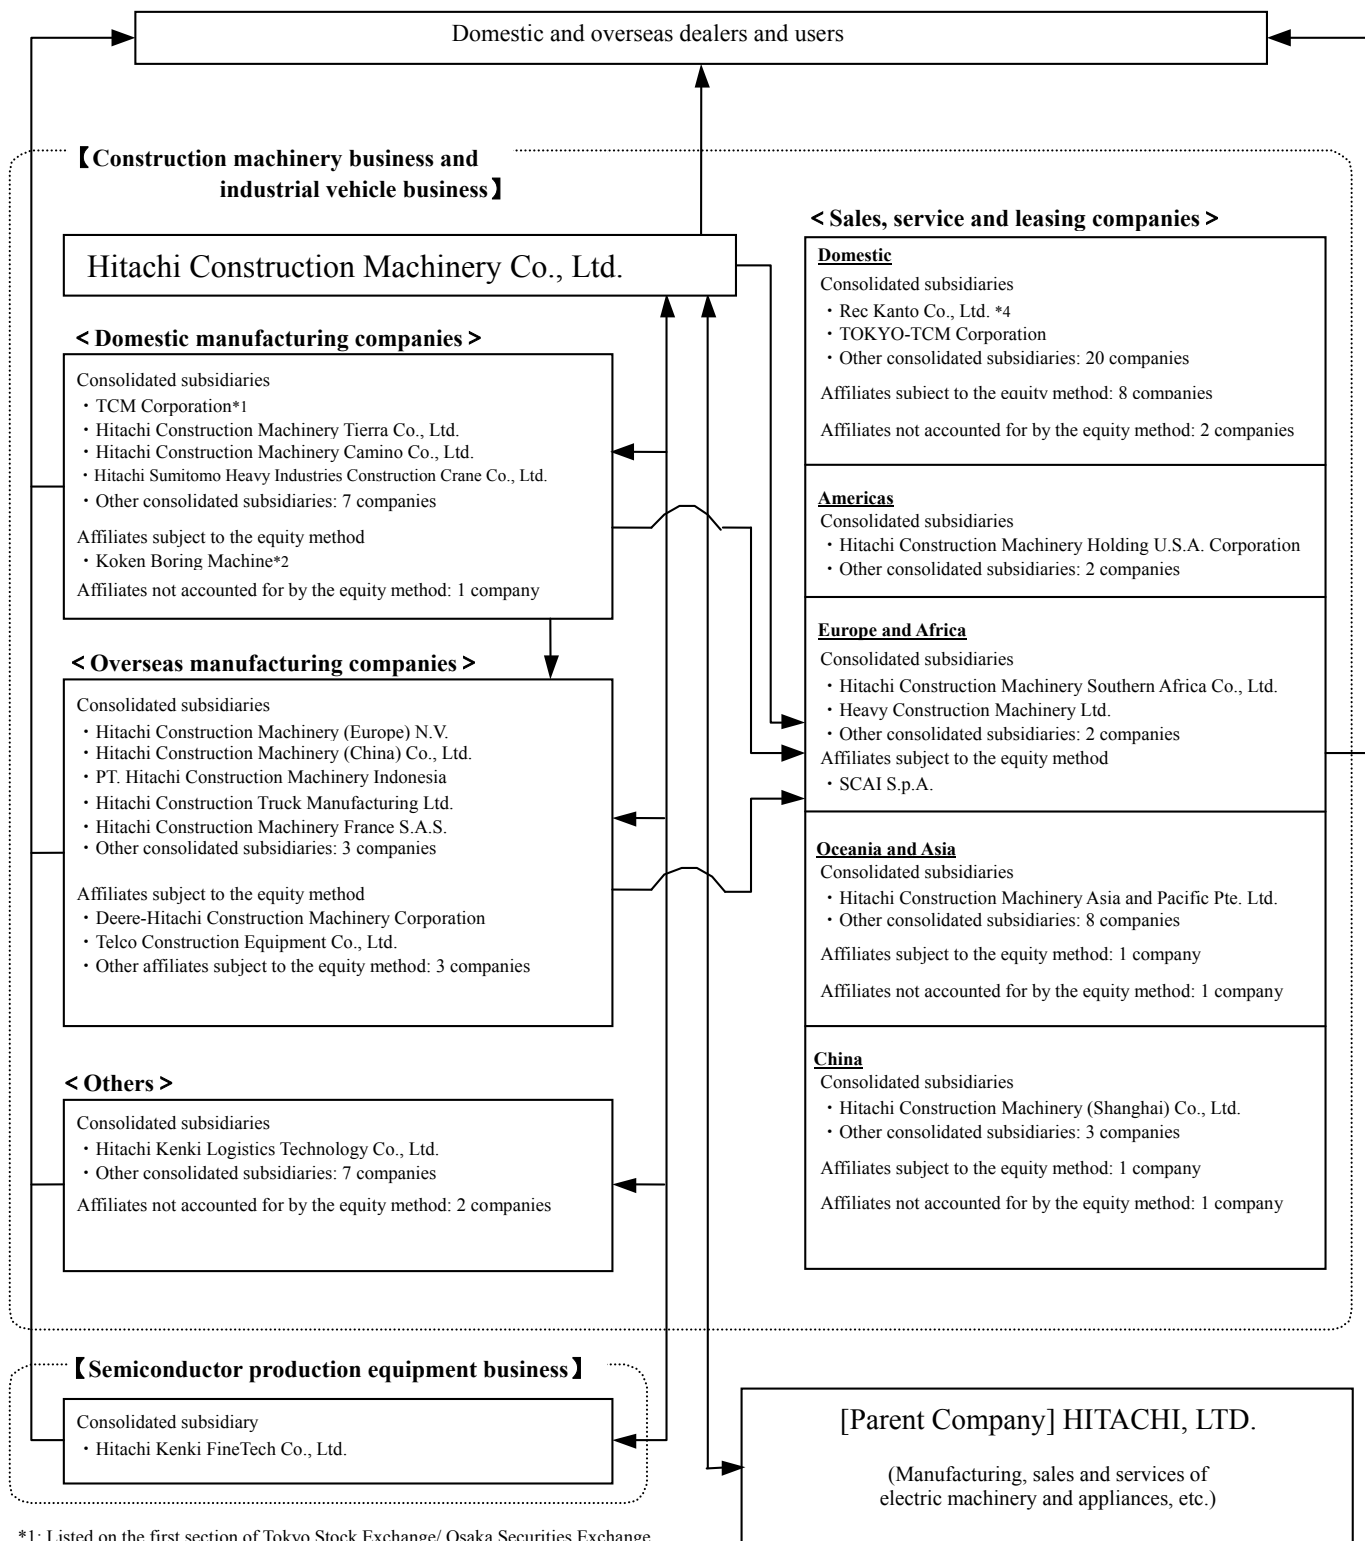 Domestic and overseas dealers and users
【Construction machinery business and
industrial vehicle business】
Hitachi Construction Machinery Co., Ltd.
< Domestic manufacturing companies >
Consolidated subsidiaries
・TCM Corporation*1
・Hitachi Construction Machinery Tierra Co., Ltd.
・Hitachi Construction Machinery Camino Co., Ltd.
・Hitachi Sumitomo Heavy Industries Construction Crane Co., Ltd.
・Other consolidated subsidiaries: 7 companies
Affiliates subject to the equity method
・Koken Boring Machine*2
Affiliates not accounted for by the equity method: 1 company
< Overseas manufacturing companies >
Consolidated subsidiaries
・Hitachi Construction Machinery (Europe) N.V.
・Hitachi Construction Machinery (China) Co., Ltd.
・PT. Hitachi Construction Machinery Indonesia
・Hitachi Construction Truck Manufacturing Ltd.
・Hitachi Construction Machinery France S.A.S.
・Other consolidated subsidiaries: 3 companies
Affiliates subject to the equity method
・Deere-Hitachi Construction Machinery Corporation
・Telco Construction Equipment Co., Ltd.
・Other affiliates subject to the equity method: 3 companies
< Others >
Consolidated subsidiaries
・Hitachi Kenki Logistics Technology Co., Ltd.
・Other consolidated subsidiaries: 7 companies
Affiliates not accounted for by the equity method: 2 companies
< Sales, service and leasing companies >
Domestic
Consolidated subsidiaries
・Rec Kanto Co., Ltd. *4
・TOKYO-TCM Corporation
・Other consolidated subsidiaries: 20 companies
Affiliates subject to the equity method: 8 companies
Affiliates not accounted for by the equity method: 2 companies
Americas
Consolidated subsidiaries
・Hitachi Construction Machinery Holding U.S.A. Corporation
・Other consolidated subsidiaries: 2 companies
Europe and Africa
Consolidated subsidiaries
・Hitachi Construction Machinery Southern Africa Co., Ltd.
・Heavy Construction Machinery Ltd.
・Other consolidated subsidiaries: 2 companies
Affiliates subject to the equity method
・SCAI S.p.A.
Oceania and Asia
Consolidated subsidiaries
・Hitachi Construction Machinery Asia and Pacific Pte. Ltd.
・Other consolidated subsidiaries: 8 companies
Affiliates subject to the equity method: 1 company
Affiliates not accounted for by the equity method: 1 company
China
Consolidated subsidiaries
・Hitachi Construction Machinery (Shanghai) Co., Ltd.
・Other consolidated subsidiaries: 3 companies
Affiliates subject to the equity method: 1 company
Affiliates not accounted for by the equity method: 1 company
【Semiconductor production equipment business】
Consolidated subsidiary
・Hitachi Kenki FineTech Co., Ltd.
[Parent Company] HITACHI, LTD.
(Manufacturing, sales and services of
electric machinery and appliances, etc.)
*1: Listed on the first section of Tokyo Stock Exchange/ Osaka Securities Exchange